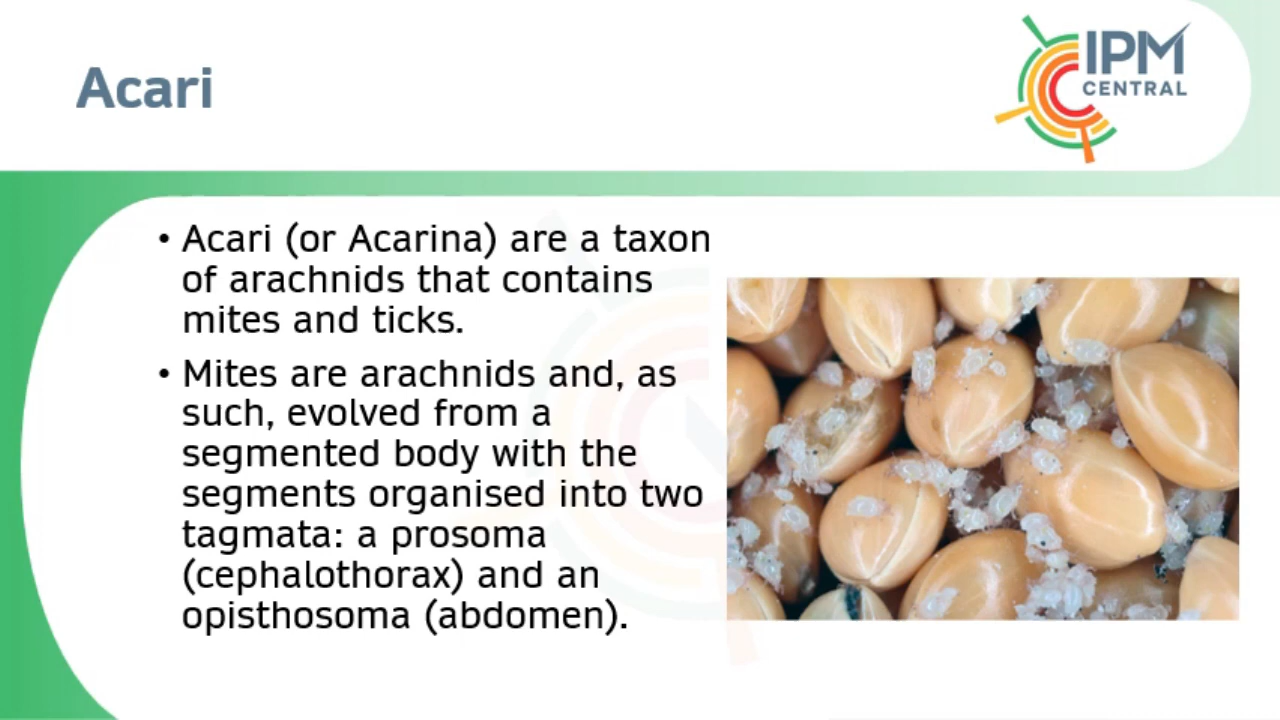 Acari
IPM
CENTRAL
• Acari (or Acarina) are a taxon
of arachnids that contains
mites and ticks.
• Mites are arachnids and, as
such, evolved from a
segmented body with the
segments organised into two
tagmata: a prosoma
(cephalothorax) and an
opisthosoma (abdomen).